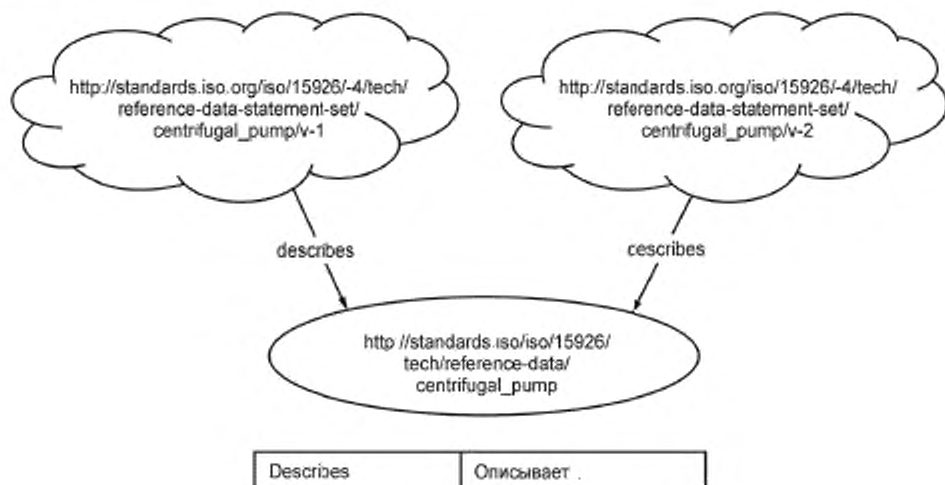 http://standards.iso.org/iso/15926/-4/tech/
reference-data-statement-set/
centrifugal_pump/v-1
http://standards.iso.org/iso/15926/-4/tech/
reference-data-statement-set/
centrifugal_pump/v-2
describes
cescribes
http //standards.iso/iso/15926/
tech/reference-data/
centrifugal_pump
Describes Описывает .